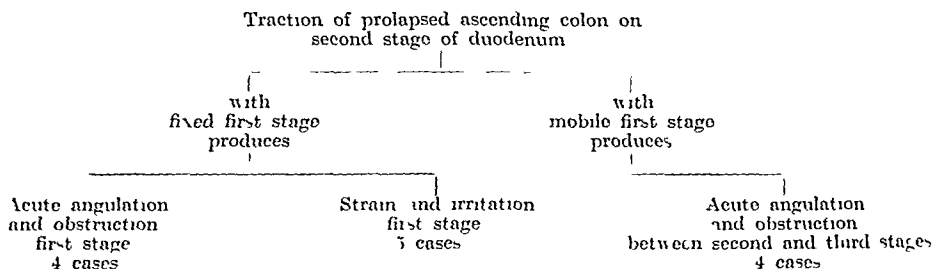 Traction of prolapsed ascending colon on
second stage of duodenum
with
fixed first stage
produces
with
mobile first stage
produces
Acute angulation
and obstruction
first stage
4 cases
Strain and irritation
first stage
cases
Acute angulation
and obstruction
between second and third stages
4 cases